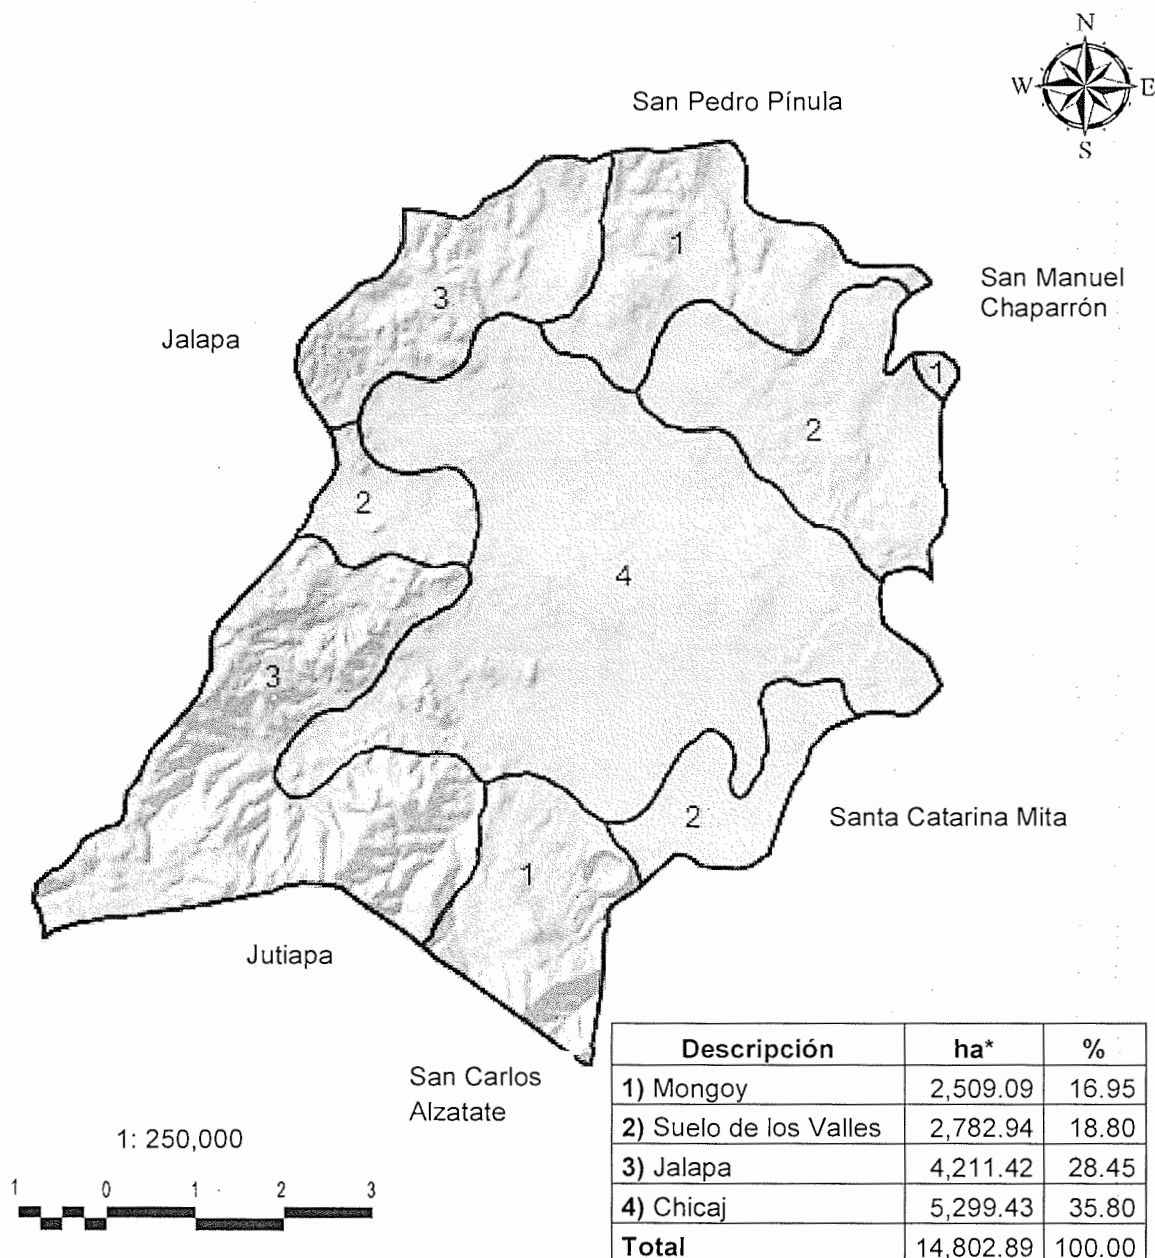 N
W E
S
San Pedro Pínula
1
San Manuel
Chaparrón
3
Jalapa
1
2
2
4
3
Santa Catarina Mita
2
1
Jutiapa
San Carlos
Alzatate
1: 250,000
1 0 1 2 3
Descripción ha* %
1) Mongoy 2,509.09 16.95
2) Suelo de los Valles 2,782.94 18.80
3) Jalapa 4,211.42 28.45
4) Chicaj 5,299.43 35.80
Total 14,802.89 100.00